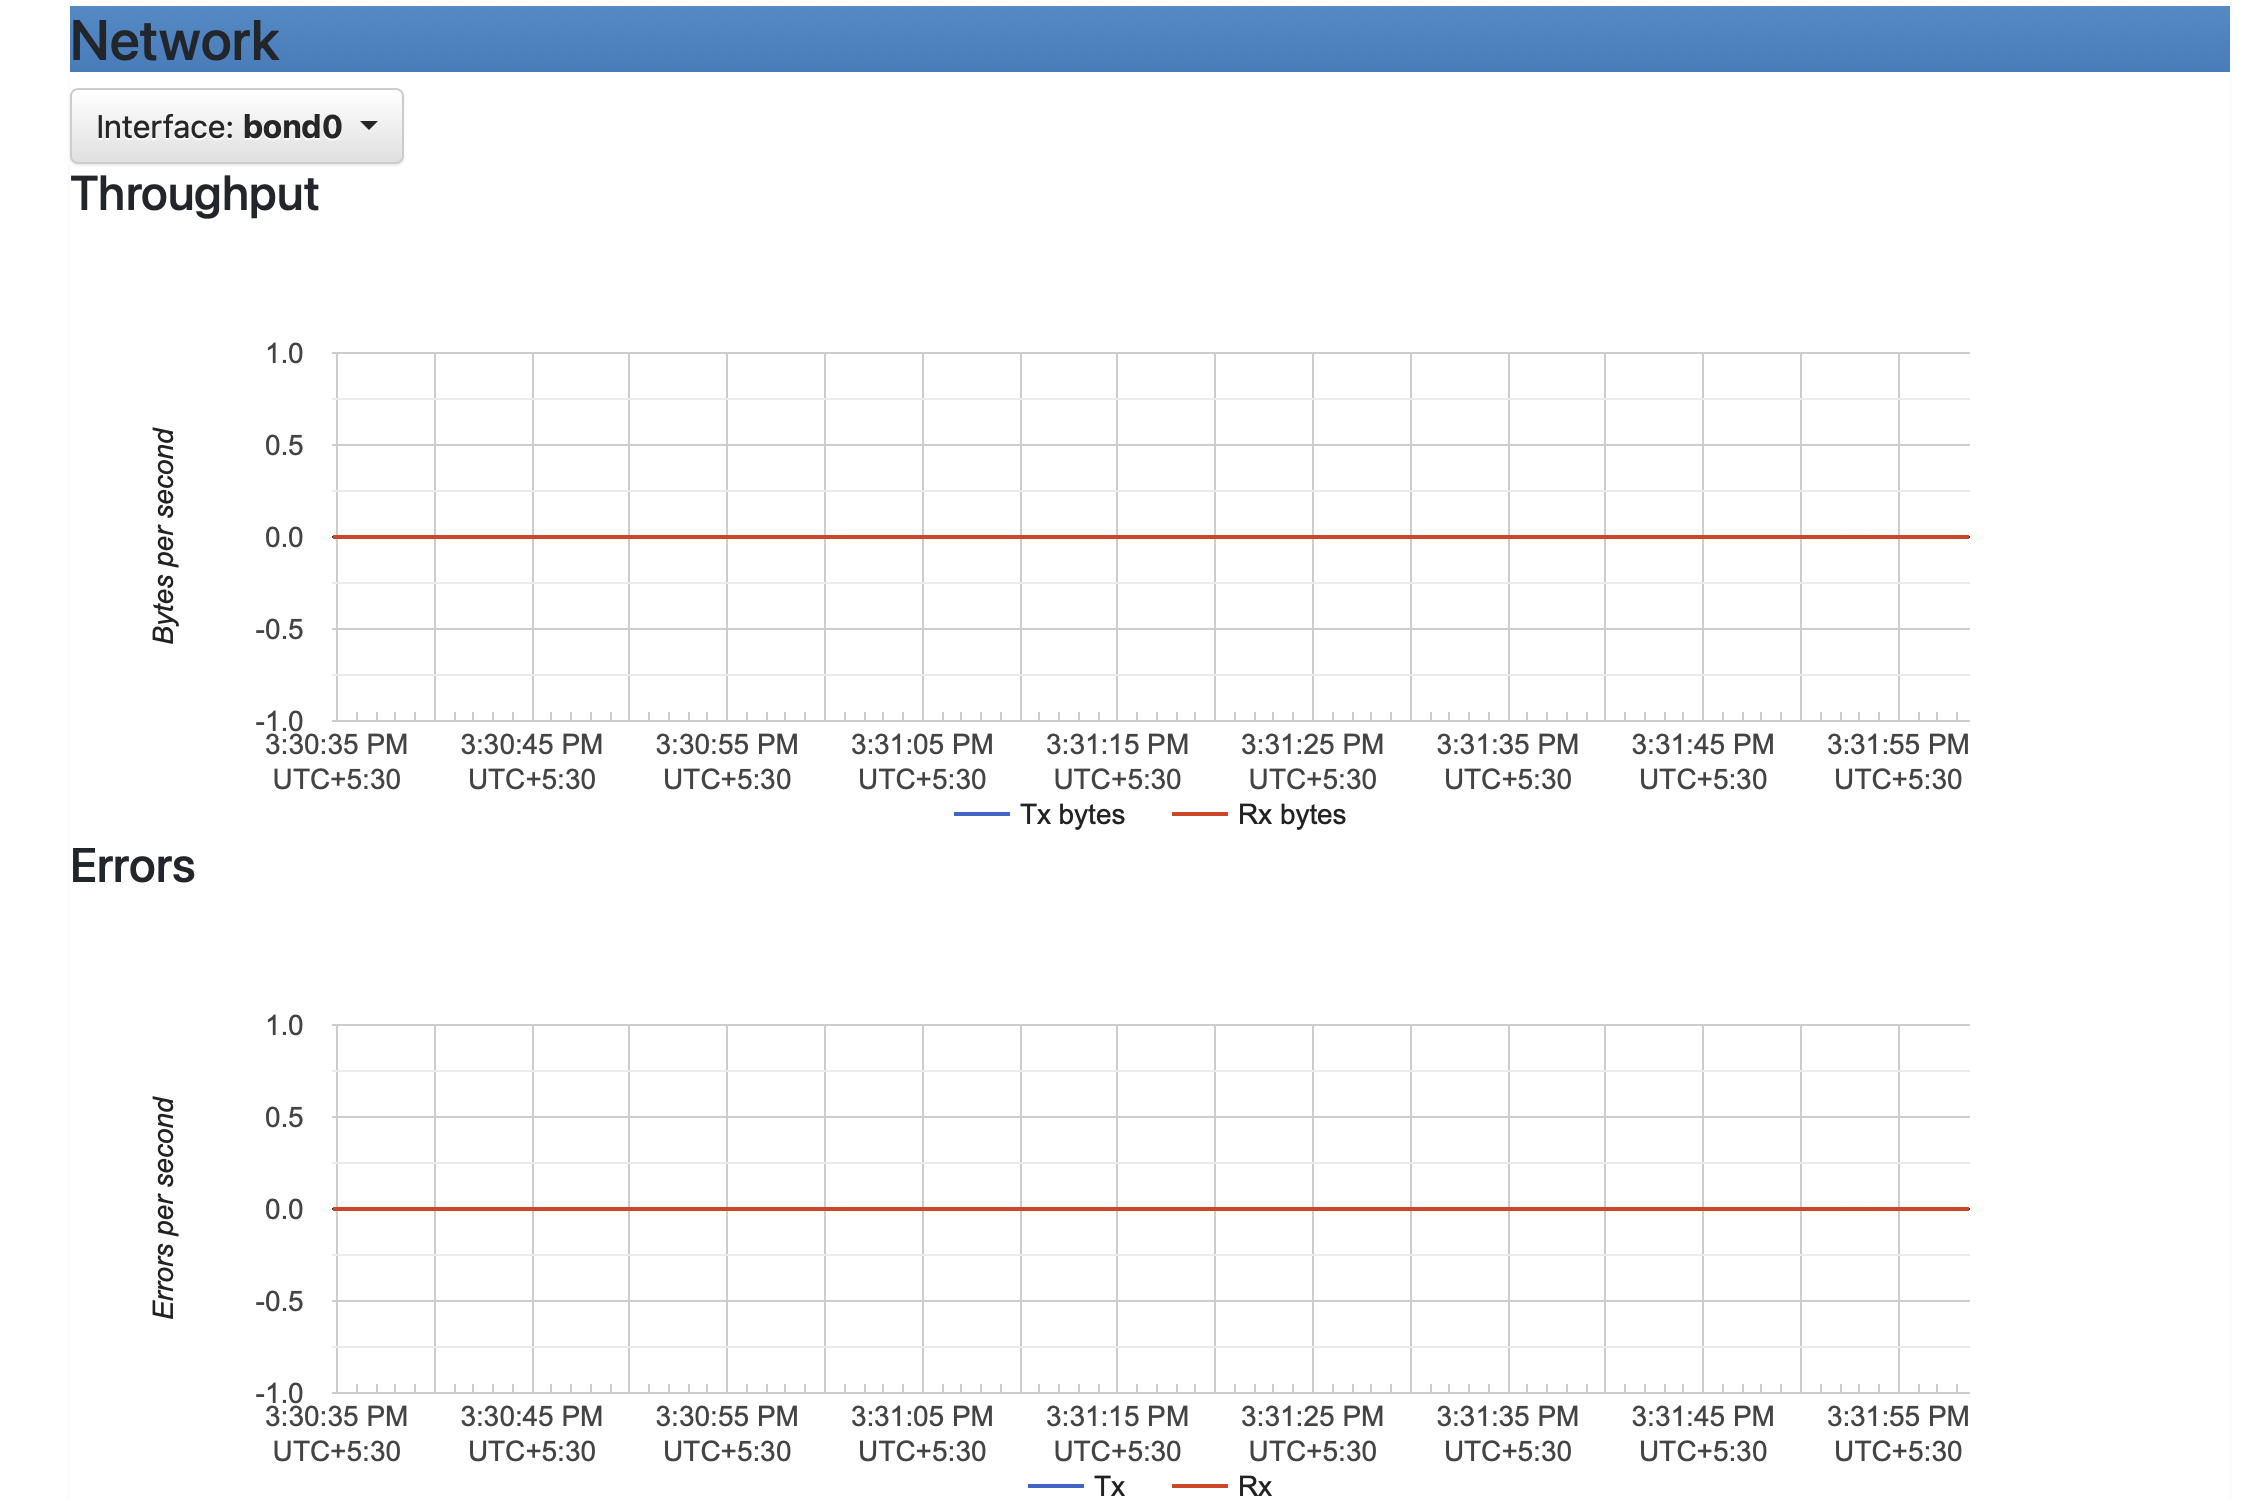 Network
Interface: bond0
Throughput
Bytes per second
1.0
0.5
0.0
-0.5
-1.0
3:30:35 PM 3:30:45 PM 3:30:55 PM 3:31:05 PM 3:31:15 PM 3:31:25 PM 3:31:35 PM 3:31:45 PM 3:31:55 PM
UTC+5:30 UTC+5:30 UTC+5:30 UTC+5:30 UTC+5:30 UTC+5:30 UTC+5:30 UTC+5:30 UTC+5:30
Tx bytes Rx bytes
Errors
Errors per second
1.0
0.5
0.0
-0.5
-1.0
3:30:35 PM 3:30:45 PM 3:30:55 PM 3:31:05 PM 3:31:15 PM 3:31:25 PM 3:31:35 PM 3:31:45 PM 3:31:55 PM
UTC+5:30 UTC+5:30 UTC+5:30 UTC+5:30 UTC+5:30 UTC+5:30 UTC+5:30 UTC+5:30 UTC+5:30
Tx Rx